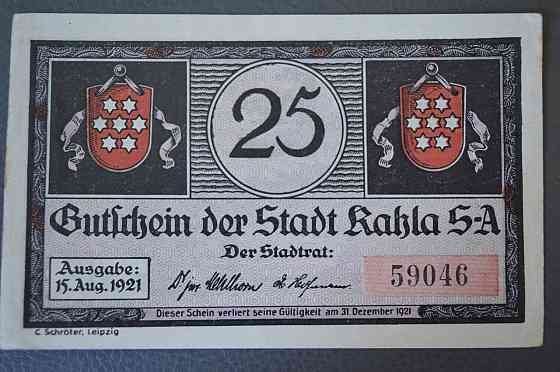 25
Gutschein der Stadt Kahla S-A
Der Stadtrat:
Ausgabe:
15. Aug. 1921
59046
Dieser Schein verliert seine Gültigkeit am 31 Dezember 1921
C. Schröter, Leipzig